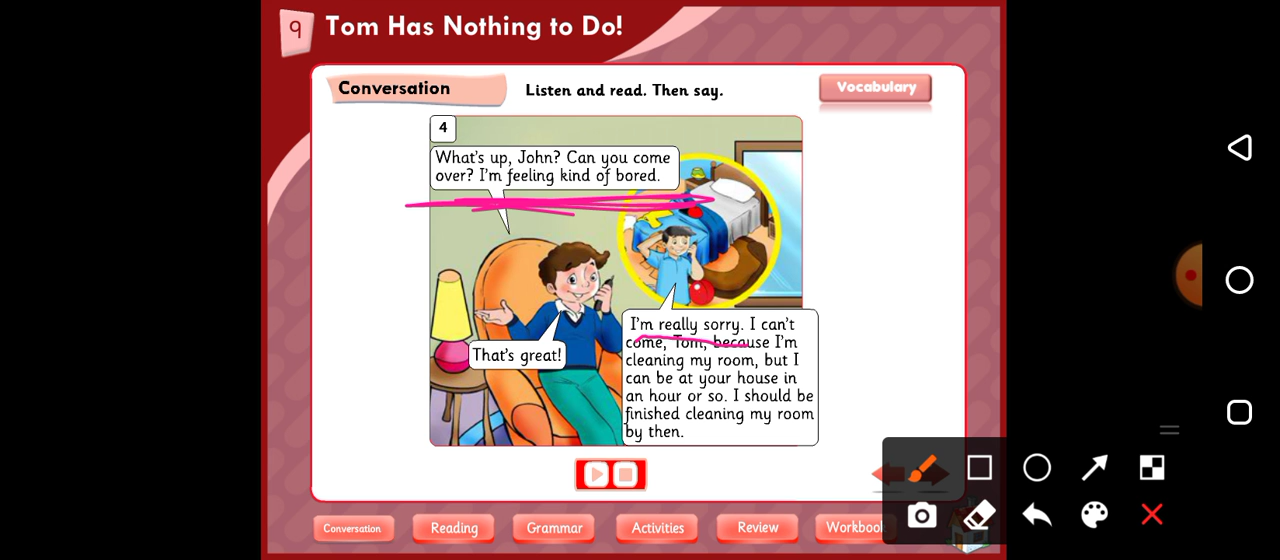 9
Tom Has Nothing to Do!
Conversation
Listen and read. Then say.
Vocabulary
4
What's up, John? Can you come
over? I'm feeling kind of bored.
I'm really sorry. I can't
come, Tom, because I'm
cleaning my room, but I
can be at your house in
an hour or so. I should be
finished cleaning my room
by then.
That's great!
Conversation
Reading
Grammar
Activities
Review
Workbook